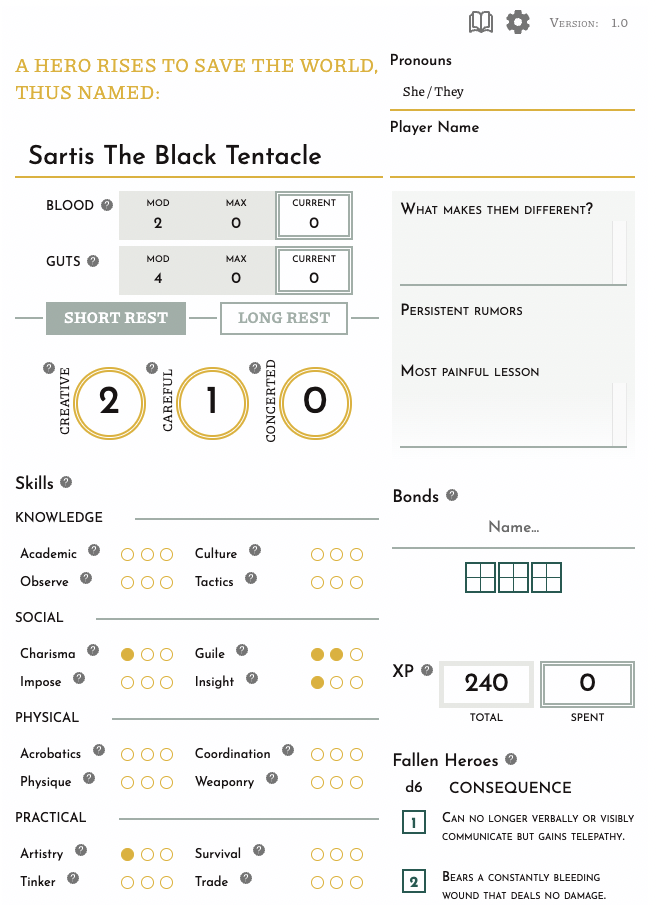 Version: 1.0
A HERO RISES TO SAVE THE WORLD,
THUS NAMED:
Sartis The Black Tentacle
Pronouns
She / They
Player Name
BLOOD ? MOD 2 MAX 0 CURRENT 0
GUTS ? MOD 4 MAX 0 CURRENT 0
SHORT REST LONG REST
? CREATIVE 2 ? CAREFUL 1 ? CONCERTED 0
What makes them different?
Persistent rumors
Most painful lesson
Skills ?
KNOWLEDGE
Academic ? Culture ?
Observe ? Tactics ?
SOCIAL
Charisma ? Guile ?
Impose ? Insight ?
PHYSICAL
Acrobatics ? Coordination ?
Physique ? Weaponry ?
PRACTICAL
Artistry ? Survival ?
Tinker ? Trade ?
Bonds ?
Name...
XP ? 240 0
TOTAL SPENT
Fallen Heroes ?
d6 CONSEQUENCE
1 Can no longer verbally or visibly
communicate but gains telepathy.
2 Bears a constantly bleeding
wound that deals no damage.